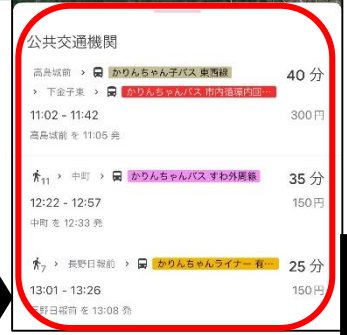 公共交通機関
高島城前 › かりんちゃん子バス 東西線
40 分
› 下金子東 › かりんちゃんバス 市内循環内回…
11:02 - 11:42
300円
高島城前 を 11:05 発
11 › 中町 › かりんちゃんバス すわ外周線
35 分
12:22 - 12:57
150円
中町 を 12:33 発
7 › 長野日報前 › かりんちゃんライナー 有…
25 分
13:01 - 13:26
150円
長野日報前 を 13:08 発